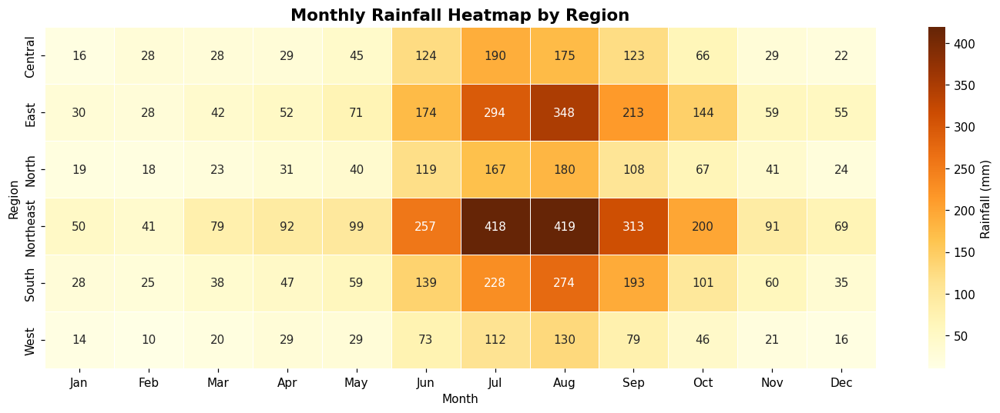 Monthly Rainfall Heatmap by Region
Region
Central 16 28 28 29 45 124 190 175 123 66 29 22
East 30 28 42 52 71 174 294 348 213 144 59 55
North 19 18 23 31 40 119 167 180 108 67 41 24
Northeast 50 41 79 92 99 257 418 419 313 200 91 69
South 28 25 38 47 59 139 228 274 193 101 60 35
West 14 10 20 29 29 73 112 130 79 46 21 16
Jan Feb Mar Apr May Jun Jul Aug Sep Oct Nov Dec
Month
400
350
300
250
200
150
100
50
Rainfall (mm)